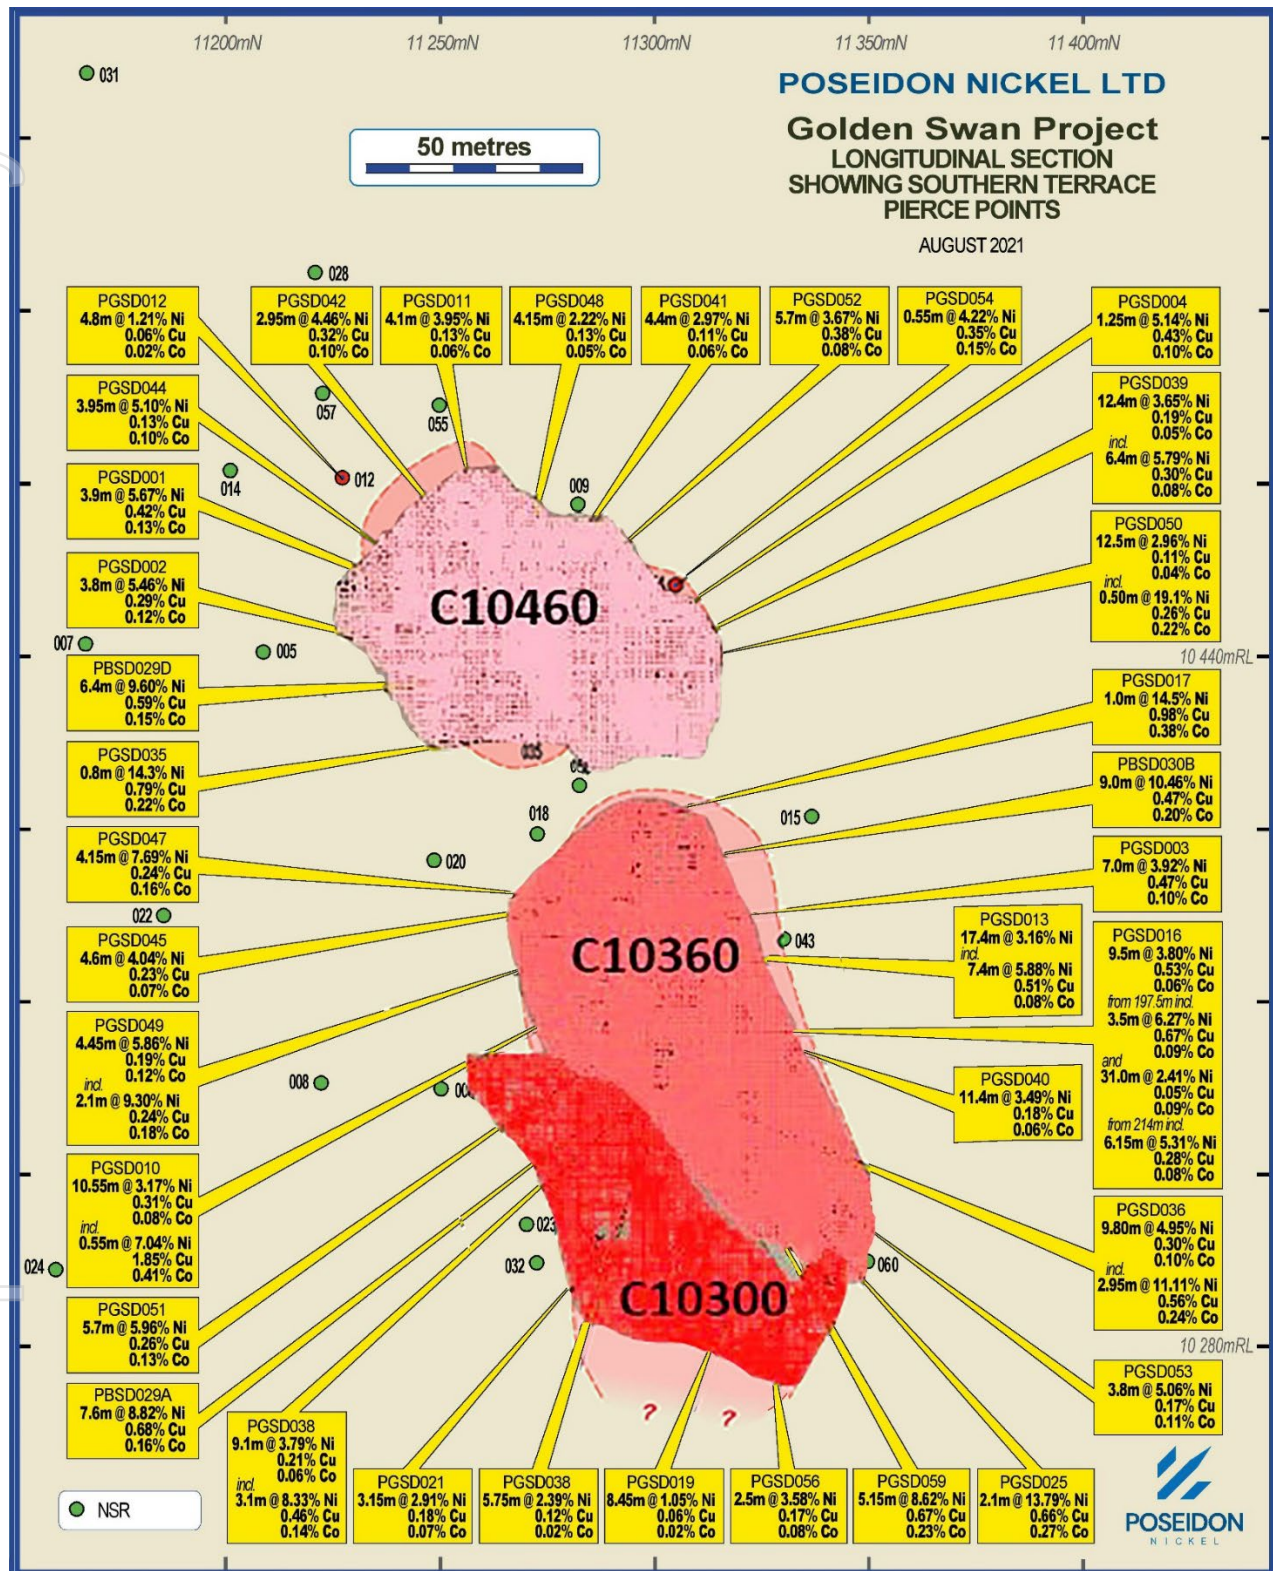 11200mN
11 250mN
11300mN
11 350mN
11 400mN
031
POSEIDON NICKEL LTD
Golden Swan Project
LONGITUDINAL SECTION
SHOWING SOUTHERN TERRACE
PIERCE POINTS
AUGUST 2021
50 metres
028
PGSD012
4.8m @ 1.21% Ni
0.06% Cu
0.02% Co
PGSD042
2.95m @ 4.46% Ni
0.32% Cu
0.10% Co
PGSD011
4.1m @ 3.95% Ni
0.13% Cu
0.06% Co
PGSD048
4.15m @ 2.22% Ni
0.13% Cu
0.05% Co
PGSD041
4.4m @ 2.97% Ni
0.11% Cu
0.06% Co
PGSD052
5.7m @ 3.67% Ni
0.38% Cu
0.08% Co
PGSD054
0.55m @ 4.22% Ni
0.35% Cu
0.15% Co
PGSD004
1.25m @ 5.14% Ni
0.43% Cu
0.10% Co
PGSD044
3.95m @ 5.10% Ni
0.13% Cu
0.10% Co
057
055
PGSD039
12.4m @ 3.65% Ni
0.19% Cu
0.05% Co
incl.
6.4m @ 5.79% Ni
0.30% Cu
0.08% Co
PGSD001
3.9m @ 5.67% Ni
0.42% Cu
0.13% Co
014
012
009
PGSD050
12.5m @ 2.96% Ni
0.11% Cu
0.04% Co
incl.
0.50m @ 19.1% Ni
0.26% Cu
0.22% Co
PGSD002
3.8m @ 5.46% Ni
0.29% Cu
0.12% Co
C10460
007
005
10 440mRL
PBSD029D
6.4m @ 9.60% Ni
0.59% Cu
0.15% Co
PGSD017
1.0m @ 14.5% Ni
0.98% Cu
0.38% Co
PGSD035
0.8m @ 14.3% Ni
0.79% Cu
0.22% Co
035
PBSD030B
9.0m @ 10.46% Ni
0.47% Cu
0.20% Co
018
015
020
PGSD047
4.15m @ 7.69% Ni
0.24% Cu
0.16% Co
PGSD003
7.0m @ 3.92% Ni
0.47% Cu
0.10% Co
022
043
PGSD045
4.6m @ 4.04% Ni
0.23% Cu
0.07% Co
C10360
PGSD013
17.4m @ 3.16% Ni
incl.
7.4m @ 5.88% Ni
0.51% Cu
0.08% Co
PGSD016
9.5m @ 3.80% Ni
0.53% Cu
0.06% Co
from 197.5m incl.
3.5m @ 6.27% Ni
0.67% Cu
0.09% Co
and
31.0m @ 2.41% Ni
0.05% Cu
0.09% Co
from 214m incl.
6.15m @ 5.31% Ni
0.28% Cu
0.08% Co
PGSD049
4.45m @ 5.86% Ni
0.19% Cu
0.12% Co
incl.
2.1m @ 9.30% Ni
0.24% Cu
0.18% Co
008
PGSD040
11.4m @ 3.49% Ni
0.18% Cu
0.06% Co
PGSD010
10.55m @ 3.17% Ni
0.31% Cu
0.08% Co
incl.
0.55m @ 7.04% Ni
1.85% Cu
0.41% Co
PGSD036
9.80m @ 4.95% Ni
0.30% Cu
0.10% Co
incl.
2.95m @ 11.11% Ni
0.56% Cu
0.24% Co
023
032
024
060
C10300
PGSD051
5.7m @ 5.96% Ni
0.26% Cu
0.13% Co
10 280mRL
PGSD053
3.8m @ 5.06% Ni
0.17% Cu
0.11% Co
PBSD029A
7.6m @ 8.82% Ni
0.68% Cu
0.16% Co
? ?
PGSD038
9.1m @ 3.79% Ni
0.21% Cu
0.06% Co
incl.
3.1m @ 8.33% Ni
0.46% Cu
0.14% Co
PGSD021
3.15m @ 2.91% Ni
0.18% Cu
0.07% Co
PGSD038
5.75m @ 2.39% Ni
0.12% Cu
0.02% Co
PGSD019
8.45m @ 1.05% Ni
0.06% Cu
0.02% Co
PGSD056
2.5m @ 3.58% Ni
0.17% Cu
0.08% Co
PGSD059
5.15m @ 8.62% Ni
0.67% Cu
0.23% Co
PGSD025
2.1m @ 13.79% Ni
0.66% Cu
0.27% Co
NSR
POSEIDON
NICKEL